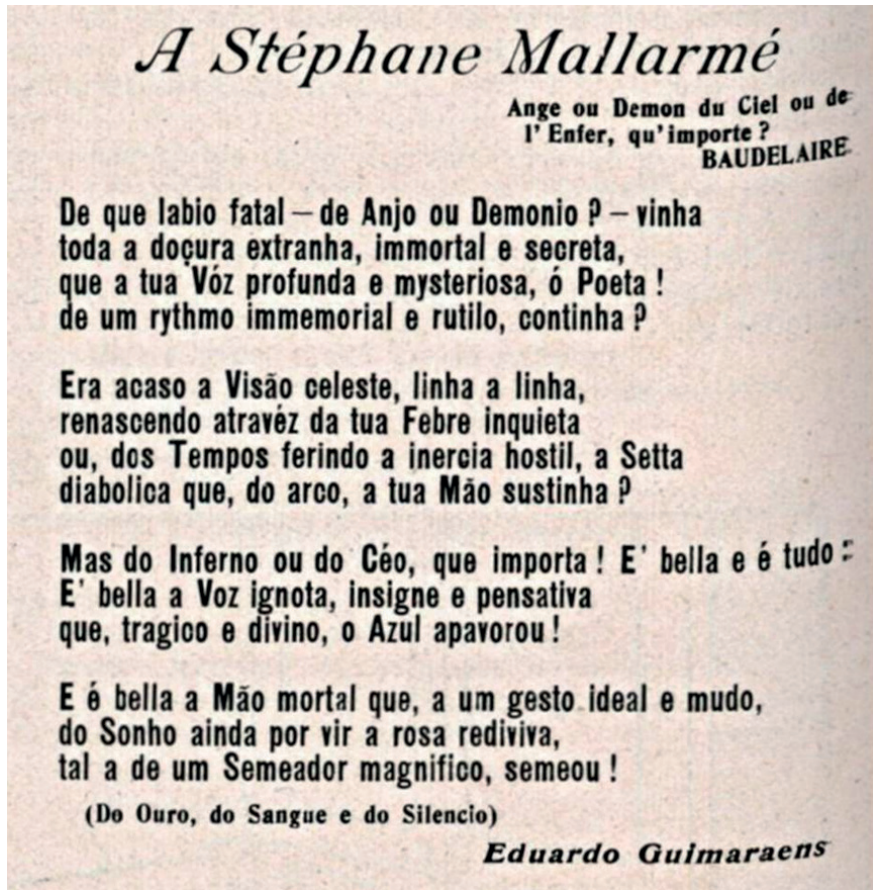 A Stéphane Mallarmé
Ange ou Demon du Ciel ou de
l' Enfer, qu'importe ?
BAUDELAIRE
De que labio fatal — de Anjo ou Demonio ? — vinha
toda a doçura extranha, immortal e secreta,
que a tua Vóz profunda e mysteriosa, ó Poeta !
de um rythmo immemorial e rutilo, continha ?
Era acaso a Visão celeste, linha a linha,
renascendo atravéz da tua Febre inquieta
ou, dos Tempos ferindo a inercia hostil, a Setta
diabolica que, do arco, a tua Mão sustinha ?
Mas do Inferno ou do Céo, que importa ! E' bella e é tudo :
E' bella a Voz ignota, insigne e pensativa
que, tragico e divino, o Azul apavorou !
E é bella a Mão mortal que, a um gesto ideal e mudo,
do Sonho ainda por vir a rosa rediviva,
tal a de um Semeador magnifico, semeou !
(Do Ouro, do Sangue e do Silencio)
Eduardo Guimaraens